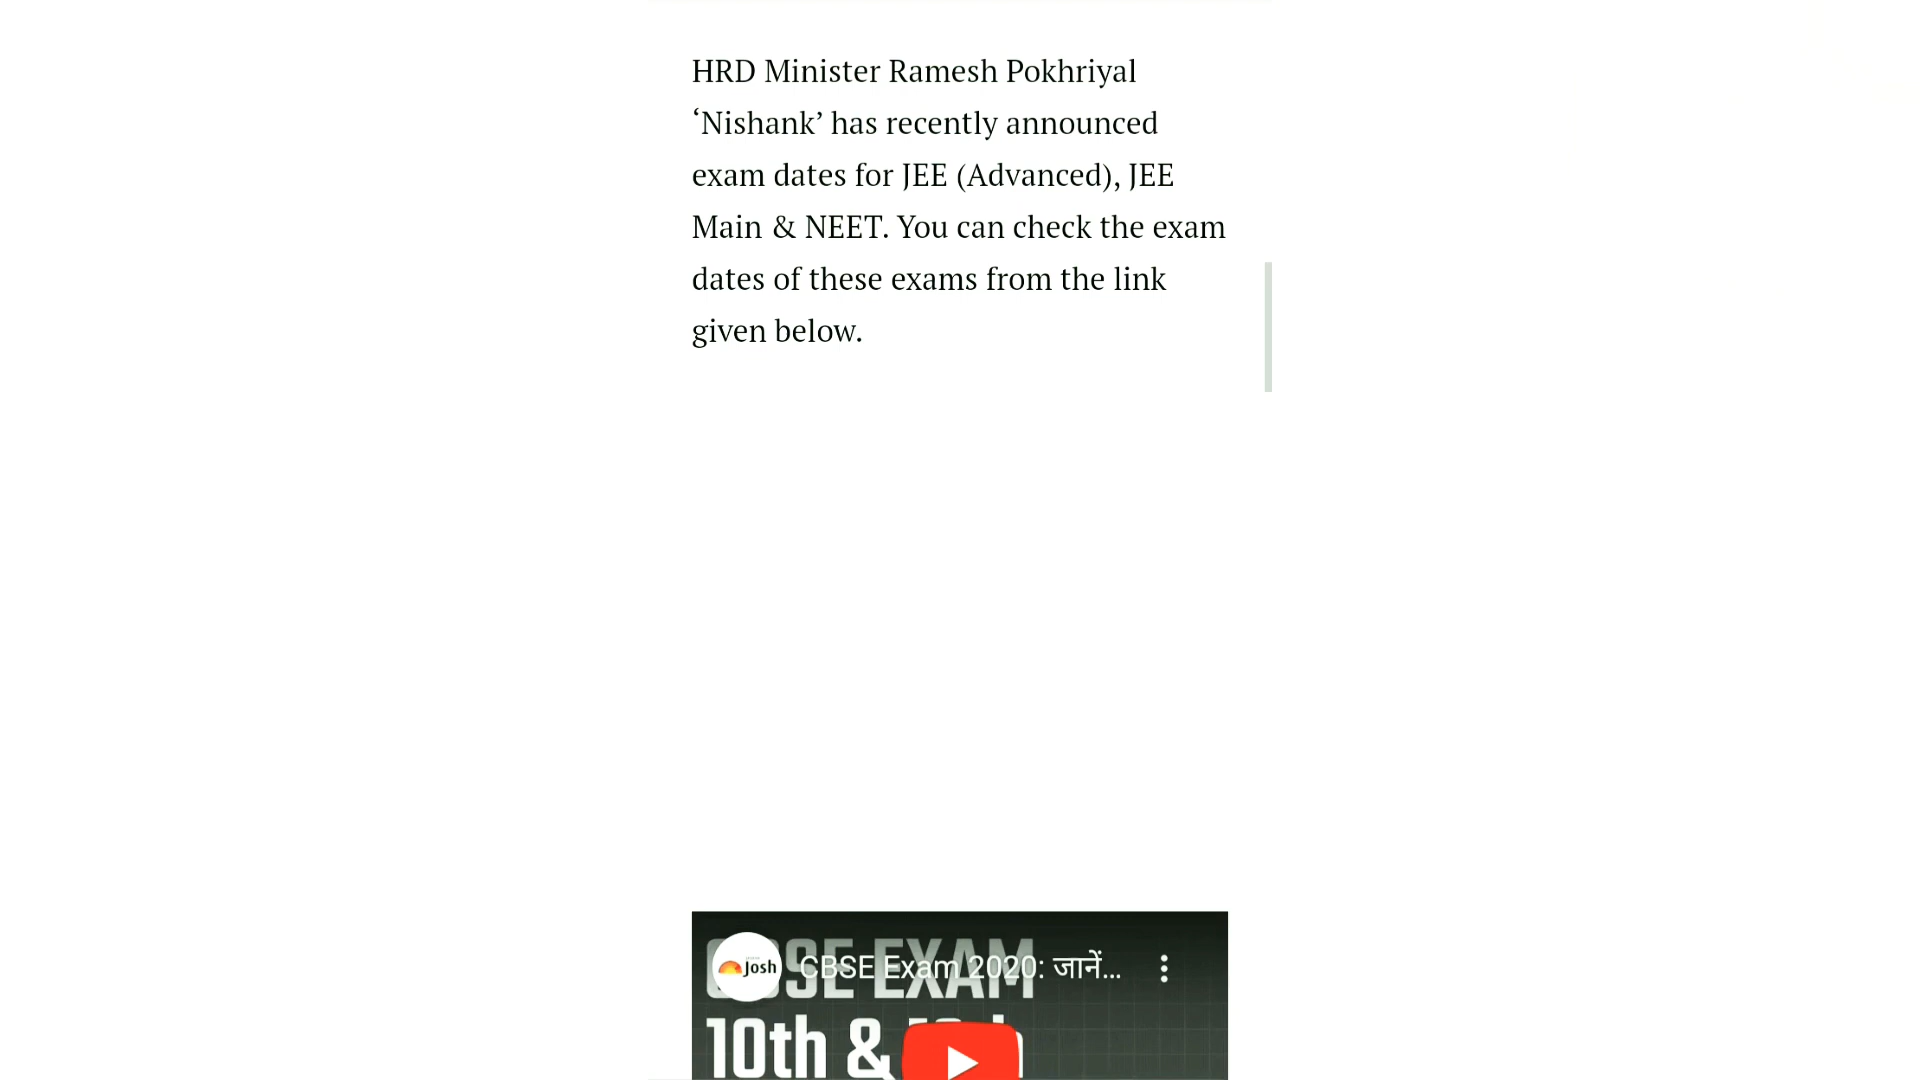 HRD Minister Ramesh Pokhriyal
‘Nishank’ has recently announced
exam dates for JEE (Advanced), JEE
Main & NEET. You can check the exam
dates of these exams from the link
given below.
Josh
CBSE Exam 2020: जानें...
EXAM
10th &